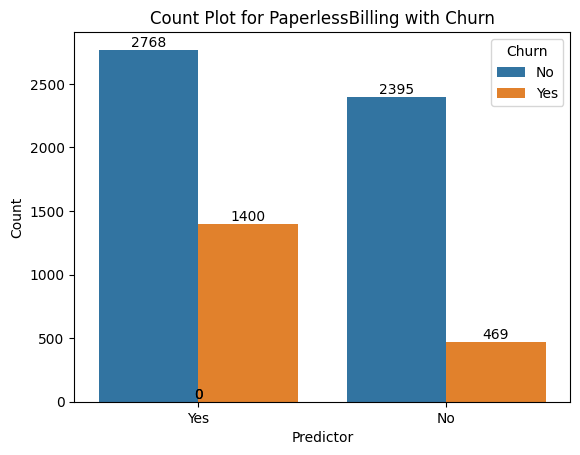 Count Plot for PaperlessBilling with Churn
Churn
No
Yes
2768
1400
2395
469
0
Count
2500
2000
1500
1000
500
0
Yes
No
Predictor